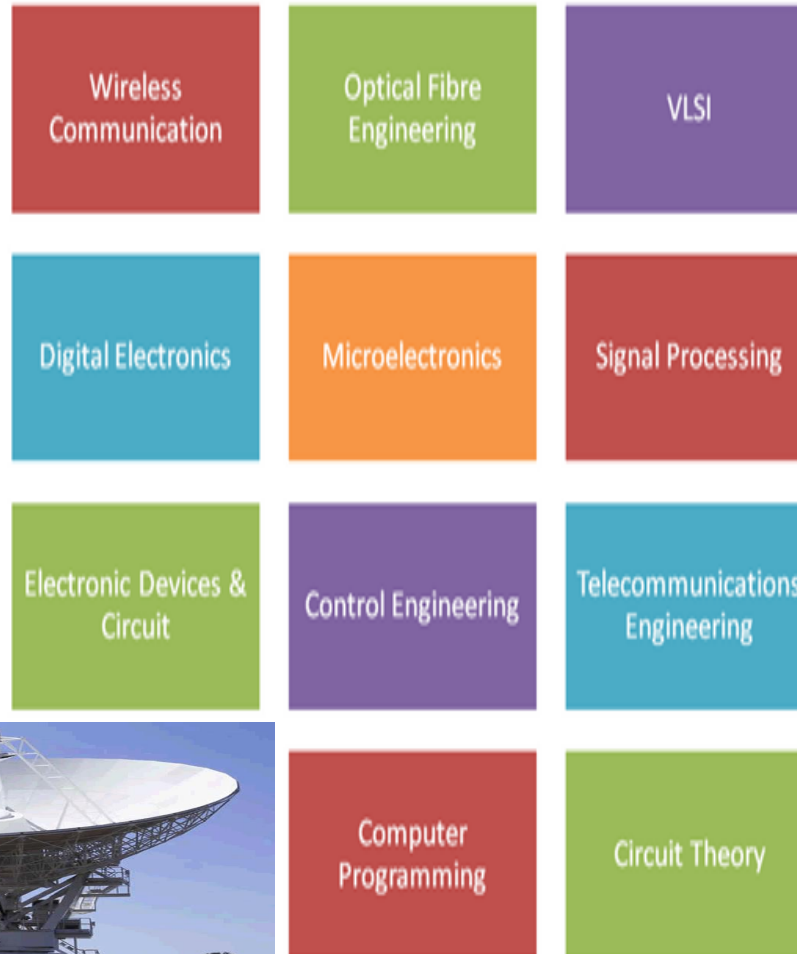 Wireless
Communication
Optical Fibre
Engineering
VLSI
Digital Electronics
Microelectronics
Signal Processing
Electronic Devices &
Circuit
Control Engineering
Telecommunications
Engineering
Computer
Programming
Circuit Theory